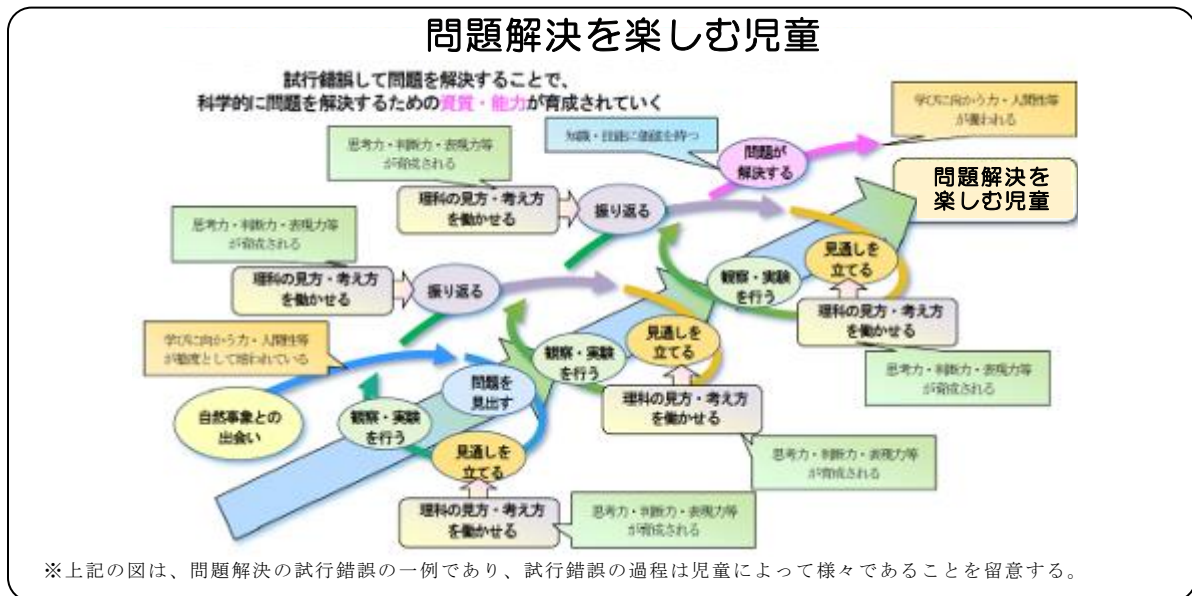 問題解決を楽しむ児童
試行錯誤して問題を解決することで、
科学的に問題を解決するための資質・能力が育成されていく
学びに向かう力・人間性等
が養われる
知識・技能に価値を持つ
問題が
解決する
思考力・判断力・表現力等
が育成される
問題解決を
楽しむ児童
理科の見方・考え方
を働かせる
振り返る
思考力・判断力・表現力等
が育成される
見通しを
立てる
観察・実験
を行う
理科の見方・考え方
を働かせる
振り返る
理科の見方・考え方
を働かせる
学びに向かう力・人間性等
が態度として培われている
見通しを
立てる
観察・実験
を行う
思考力・判断力・表現力等
が育成される
問題を
見出す
理科の見方・考え方
を働かせる
自然事象との
出会い
観察・実験
を行う
見通しを
立てる
思考力・判断力・表現力等
が育成される
理科の見方・考え方
を働かせる
思考力・判断力・表現力等
が育成される
※上記の図は、問題解決の試行錯誤の一例であり、試行錯誤の過程は児童によって様々であることを留意する。